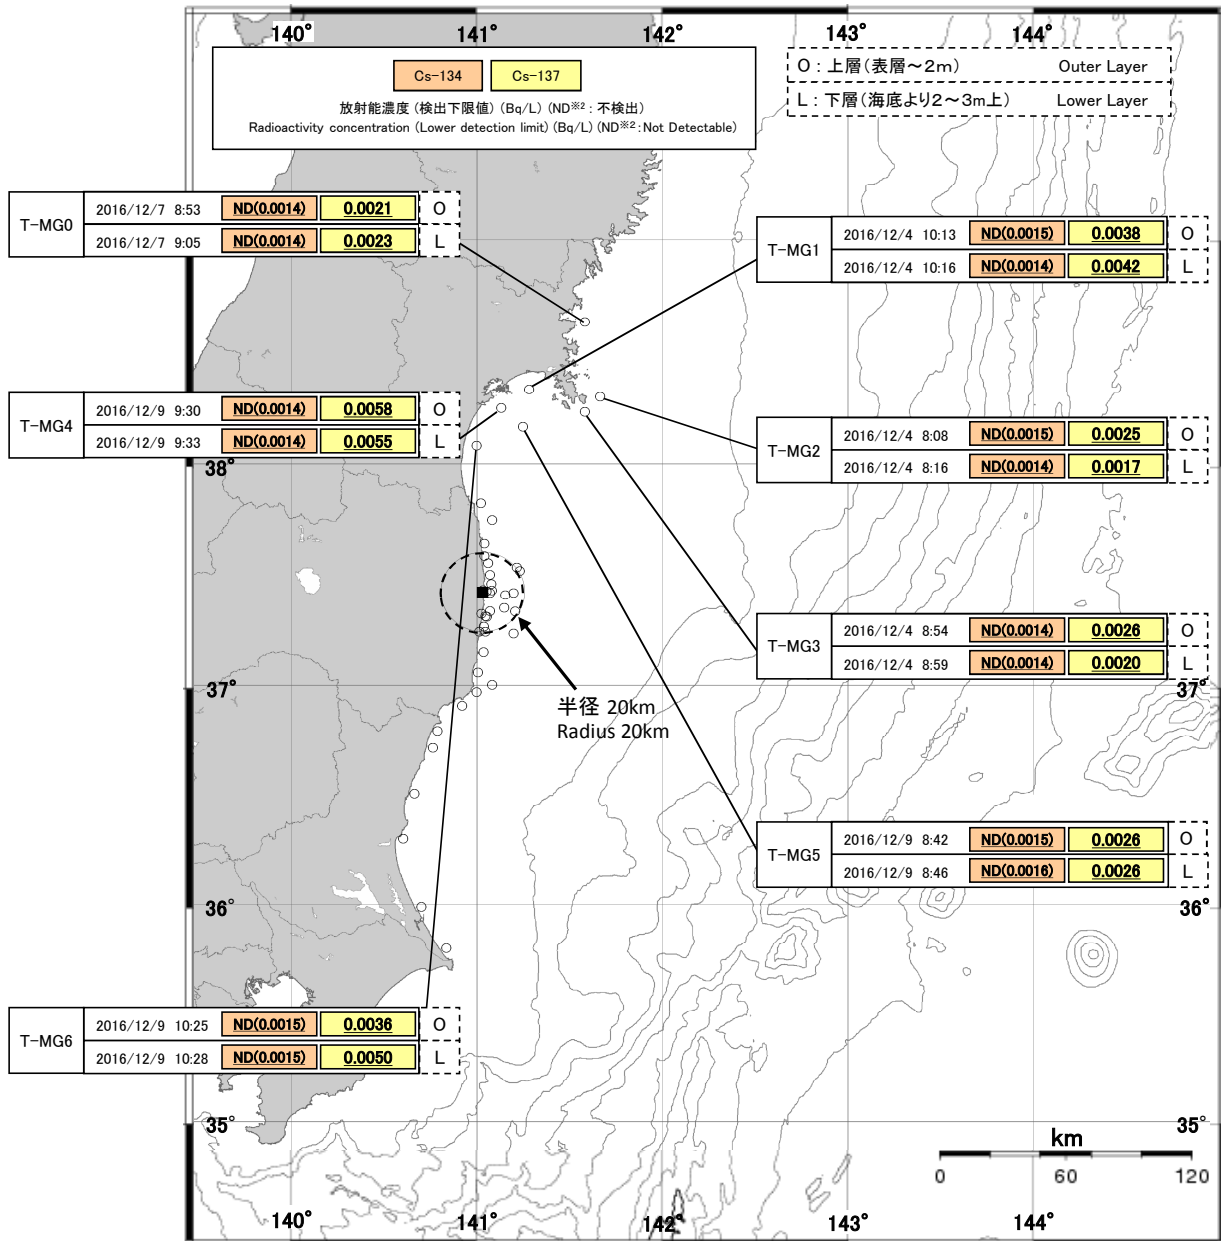 140° 141° 142° 143° 144°
Cs-134 Cs-137
放射能濃度 (検出下限値) (Bq/L) (ND※2 : 不検出)
Radioactivity concentration (Lower detection limit) (Bq/L) (ND※2 : Not Detectable)
O : 上層 (表層～2m) Outer Layer
L : 下層 (海底より2～3m上) Lower Layer
T-MG0
2016/12/7 8:53 ND(0.0014) 0.0021 O
2016/12/7 9:05 ND(0.0014) 0.0023 L
T-MG1
2016/12/4 10:13 ND(0.0015) 0.0038 O
2016/12/4 10:16 ND(0.0014) 0.0042 L
T-MG4
2016/12/9 9:30 ND(0.0014) 0.0058 O
2016/12/9 9:33 ND(0.0014) 0.0055 L
T-MG2
2016/12/4 8:08 ND(0.0015) 0.0025 O
2016/12/4 8:16 ND(0.0014) 0.0017 L
38°
T-MG3
2016/12/4 8:54 ND(0.0014) 0.0026 O
2016/12/4 8:59 ND(0.0014) 0.0020 L
37° 37°
半径 20km
Radius 20km
T-MG5
2016/12/9 8:42 ND(0.0015) 0.0026 O
2016/12/9 8:46 ND(0.0016) 0.0026 L
36° 36°
T-MG6
2016/12/9 10:25 ND(0.0015) 0.0036 O
2016/12/9 10:28 ND(0.0015) 0.0050 L
35° 35°
km
0 60 120
140° 141° 142° 143° 144°